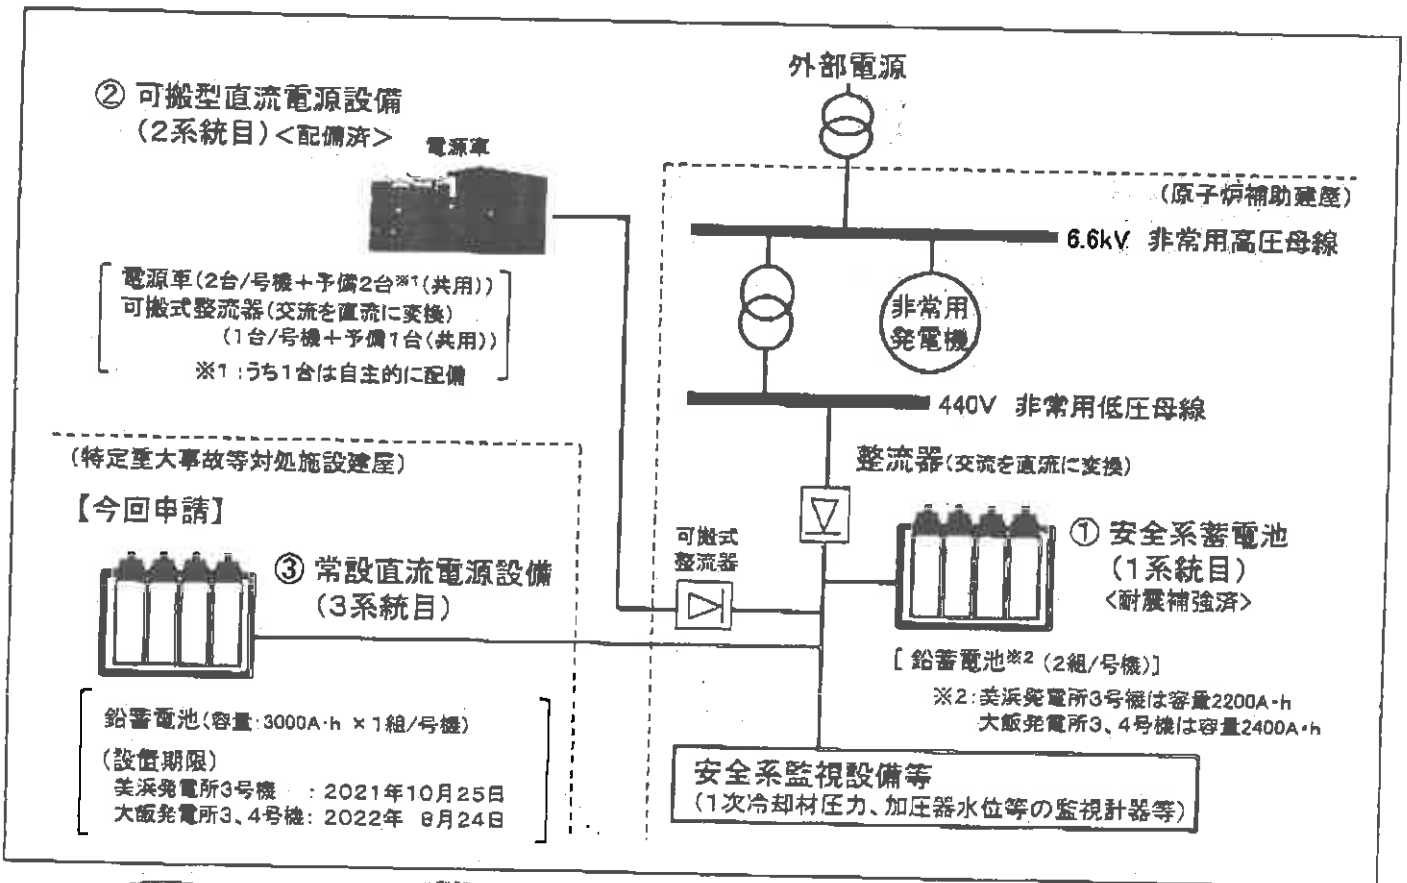 外部電源
② 可搬型直流電源設備
(2系統目)<配備済>
電源車
(原子炉補助建屋)
6.6kV 非常用高圧母線
電源車(2台/号機+予備2台※1(共用))
可搬式整流器(交流を直流に変換)
(1台/号機+予備1台(共用))
※1:うち1台は自主的に配備
非常用
発電機
440V 非常用低圧母線
(特定重大事故等対処施設建屋)
整流器(交流を直流に変換)
【今回申請】
③ 常設直流電源設備
(3系統目)
可搬式
整流器
① 安全系蓄電池
(1系統目)
<耐震補強済>
[鉛蓄電池※2(2組/号機)]
※2:美浜発電所3号機は容量2200A・h
大飯発電所3、4号機は容量2400A・h
鉛蓄電池(容量:3000A・h ×1組/号機)
(設置期限)
美浜発電所3号機 :2021年10月25日
大飯発電所3、4号機:2022年 8月24日
安全系監視設備等
(1次冷却材圧力、加圧器水位等の監視計器等)